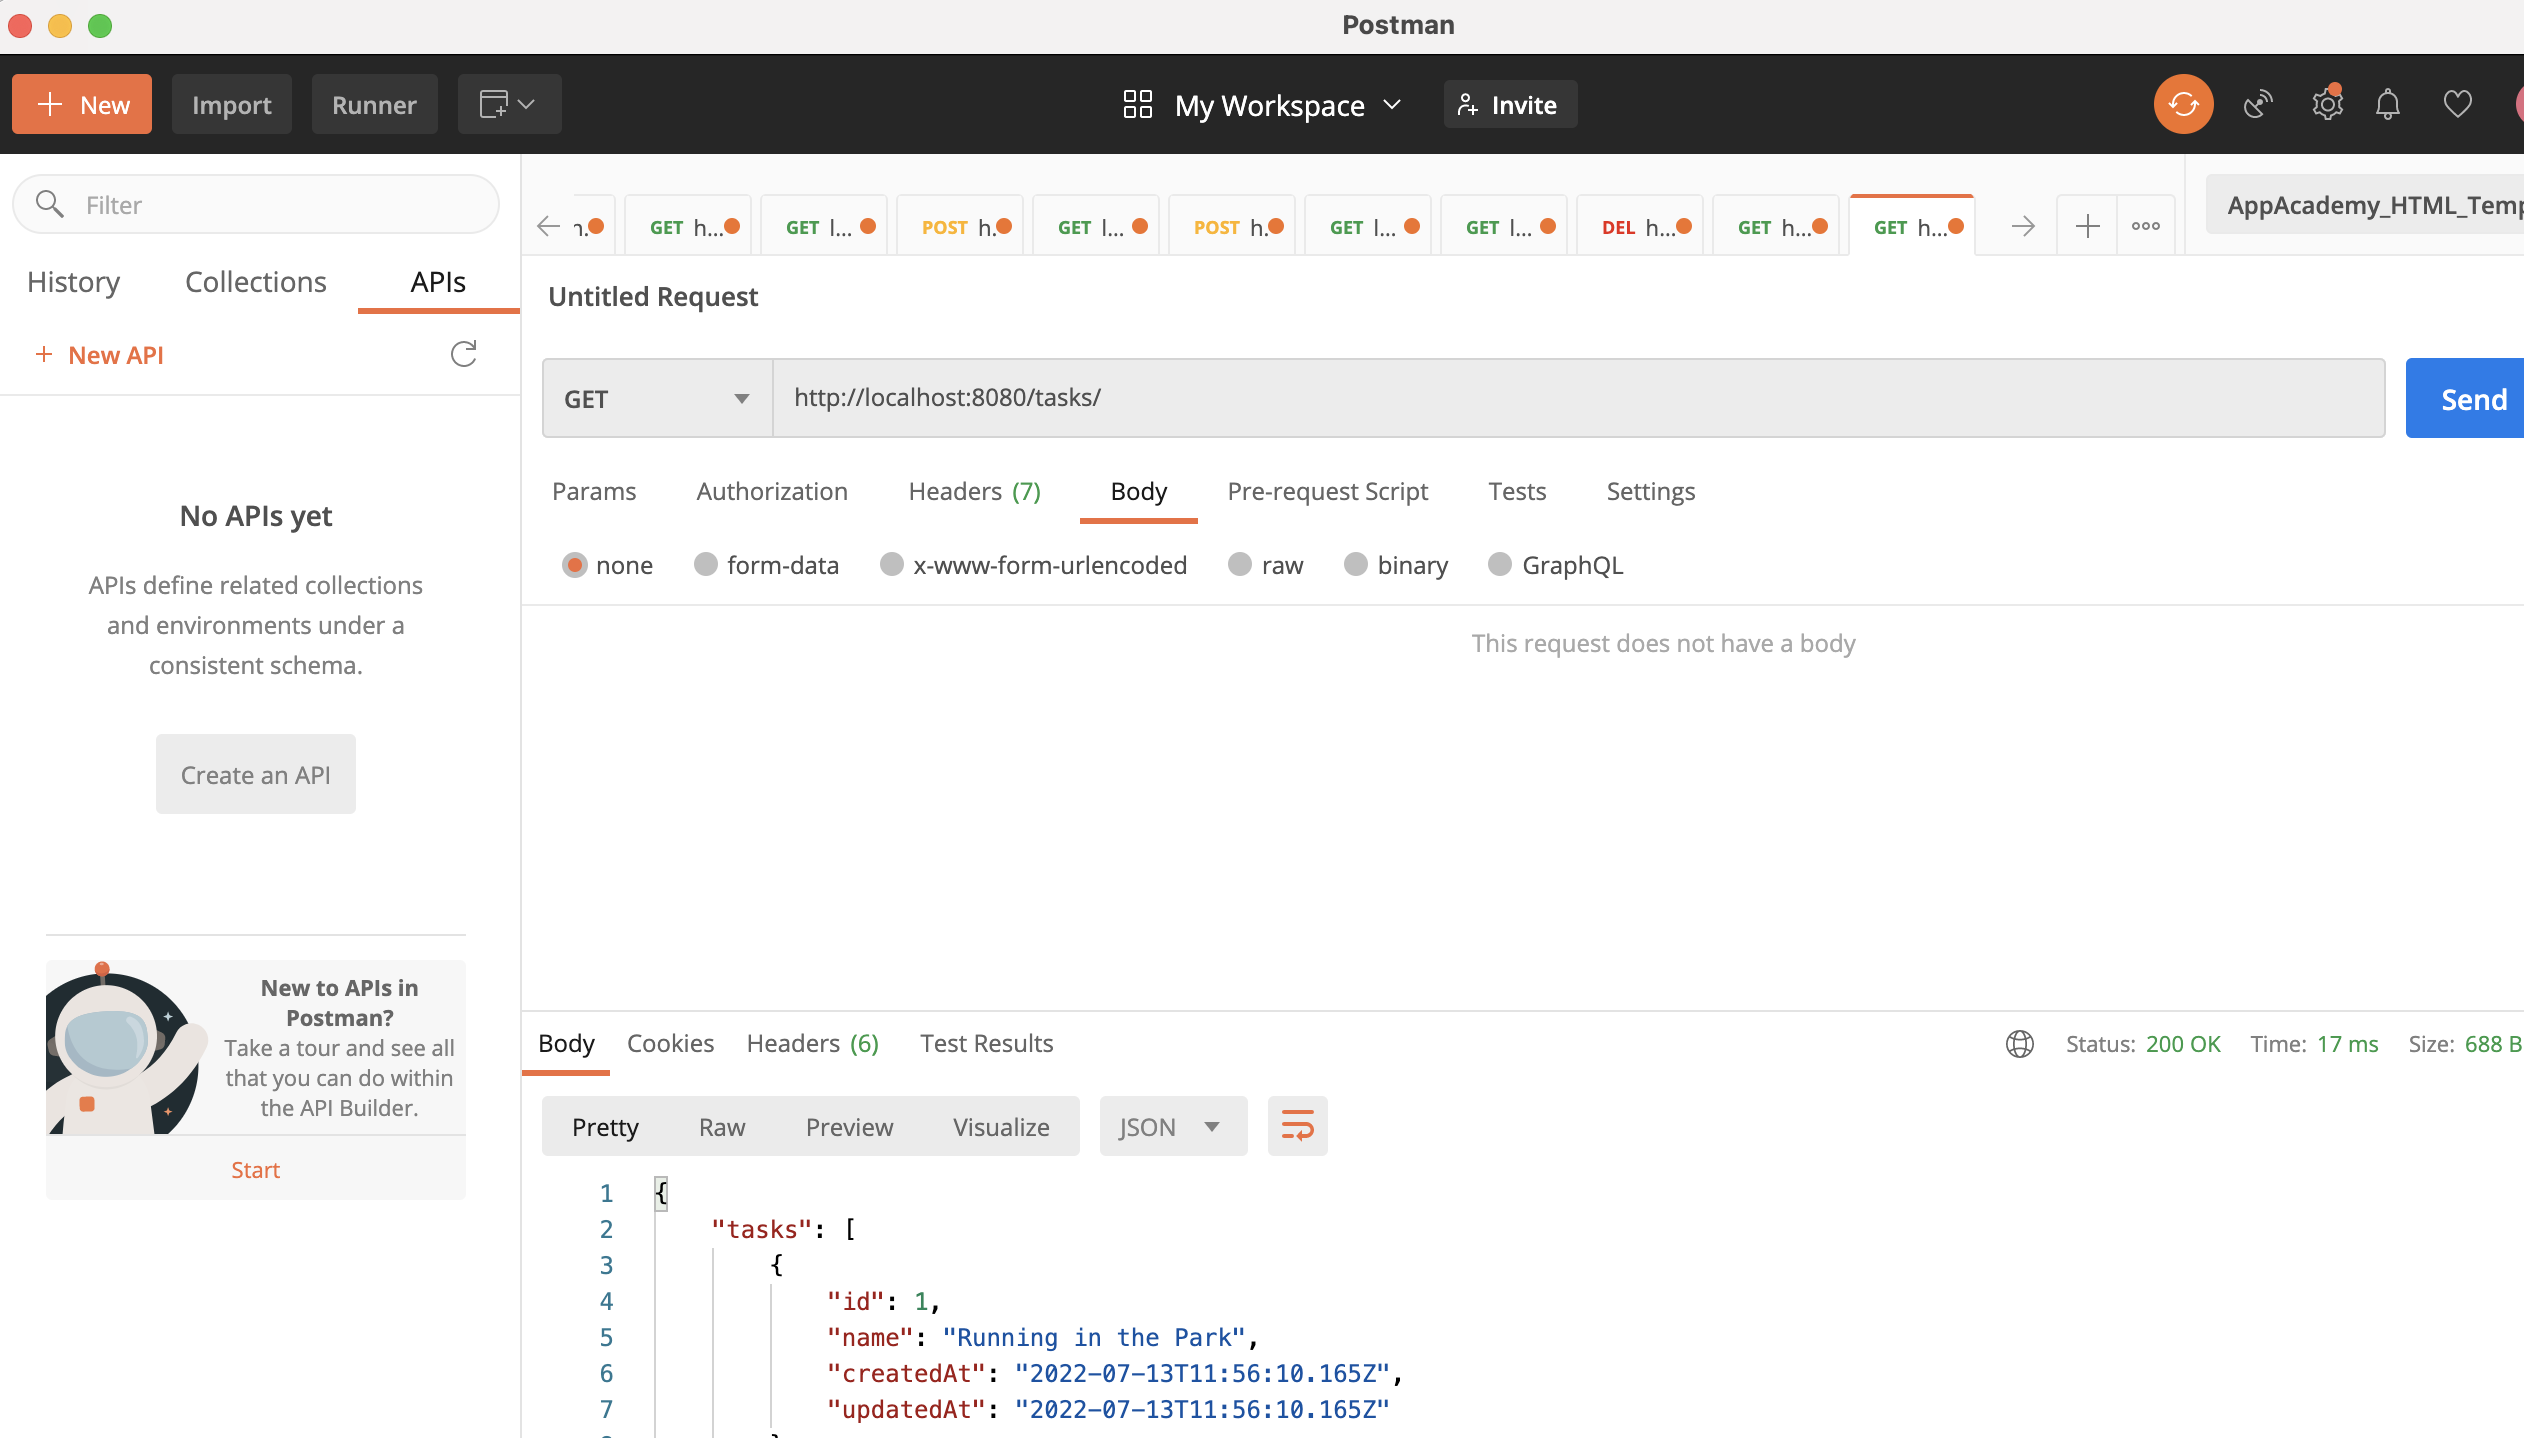 Postman
New
Import
Runner
My Workspace
Invite
Filter
n.
GET h...
GET l...
POST h.
GET l...
POST h.
GET l...
GET l...
DEL h...
GET h...
GET h...
AppAcademy_HTML_Temp
History
Collections
APIs
Untitled Request
+ New API
GET
http://localhost:8080/tasks/
Send
Params
Authorization
Headers (7)
Body
Pre-request Script
Tests
Settings
No APIs yet
APIs define related collections
and environments under a
consistent schema.
none
form-data
x-www-form-urlencoded
raw
binary
GraphQL
This request does not have a body
Create an API
New to APIs in
Postman?
Take a tour and see all
that you can do within
the API Builder.
Start
Body
Cookies
Headers (6)
Test Results
Status: 200 OK
Time: 17 ms
Size: 688 B
Pretty
Raw
Preview
Visualize
JSON
1 {
2 "tasks": [
3 {
4 "id": 1,
5 "name": "Running in the Park",
6 "createdAt": "2022-07-13T11:56:10.165Z",
7 "updatedAt": "2022-07-13T11:56:10.165Z"